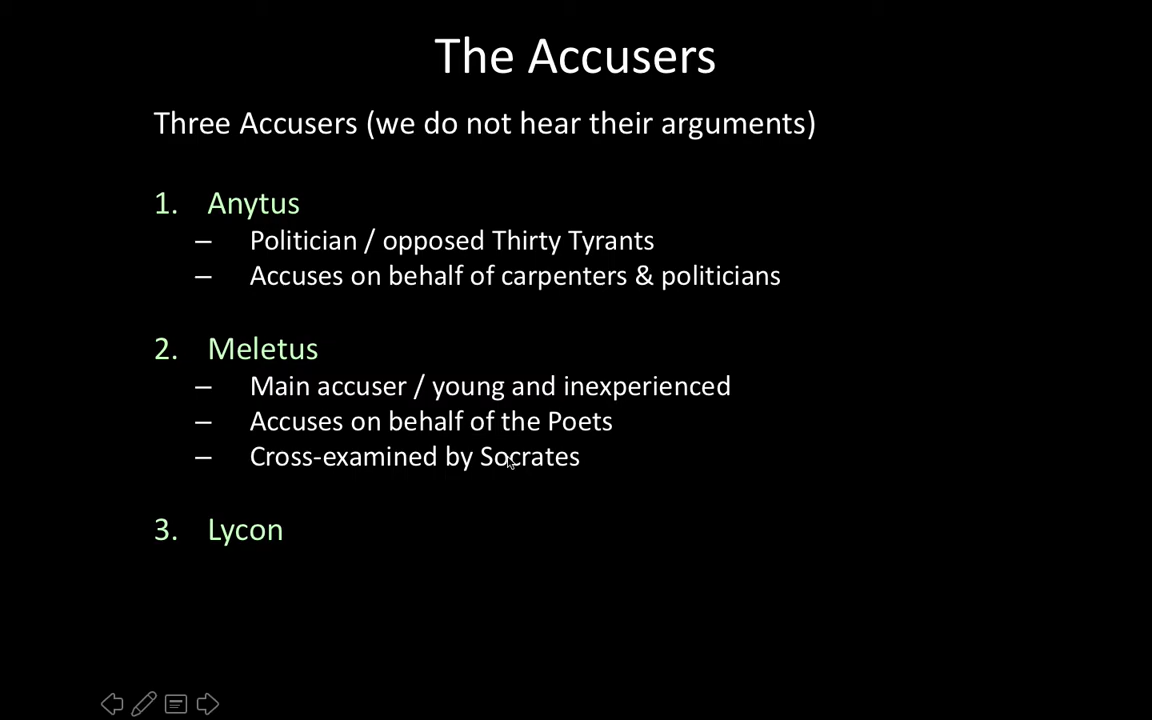 The Accusers
Three Accusers (we do not hear their arguments)
1. Anytus
– Politician / opposed Thirty Tyrants
– Accuses on behalf of carpenters & politicians
2. Meletus
– Main accuser / young and inexperienced
– Accuses on behalf of the Poets
– Cross-examined by Socrates
3. Lycon